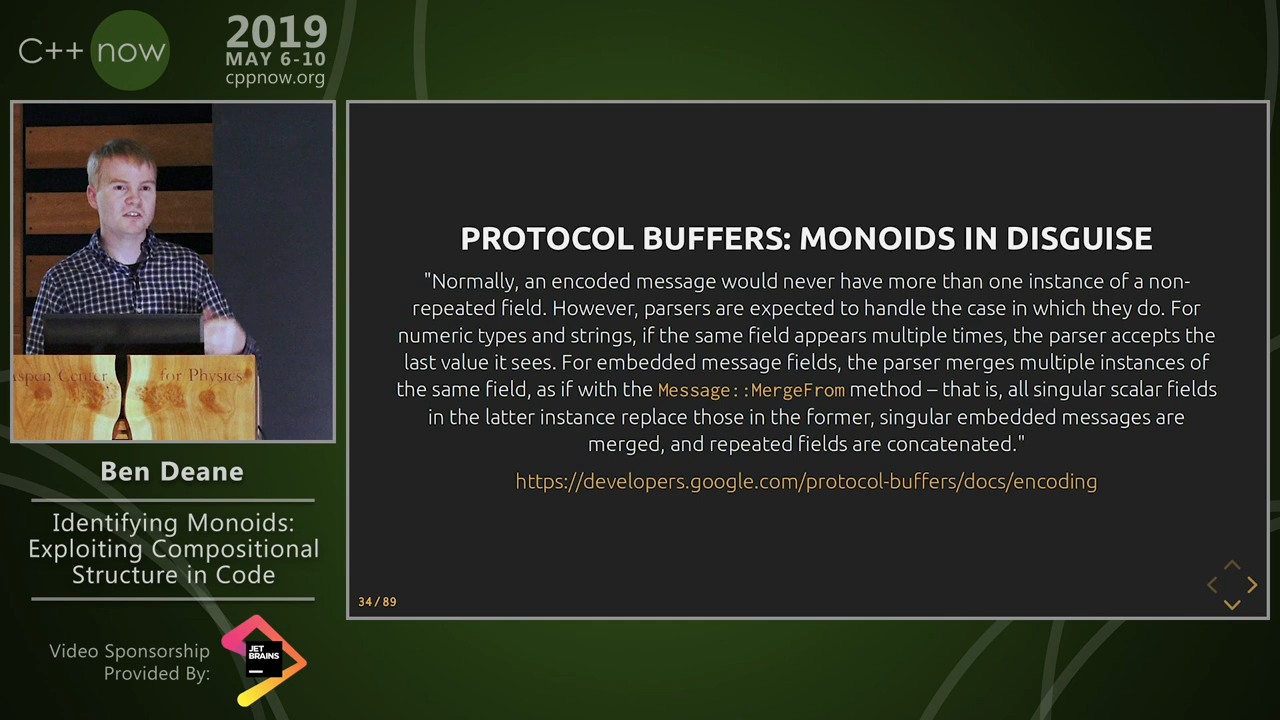 C++ now
2019
MAY 6-10
cppnow.org
aspen Center for Physics
Ben Deane
Identifying Monoids:
Exploiting Compositional
Structure in Code
Video Sponsorship
Provided By:
JET
BRAINS
PROTOCOL BUFFERS: MONOIDS IN DISGUISE
"Normally, an encoded message would never have more than one instance of a non-
repeated field. However, parsers are expected to handle the case in which they do. For
numeric types and strings, if the same field appears multiple times, the parser accepts the
last value it sees. For embedded message fields, the parser merges multiple instances of
the same field, as if with the Message::MergeFrom method – that is, all singular scalar fields
in the latter instance replace those in the former, singular embedded messages are
merged, and repeated fields are concatenated."
https://developers.google.com/protocol-buffers/docs/encoding
34/89